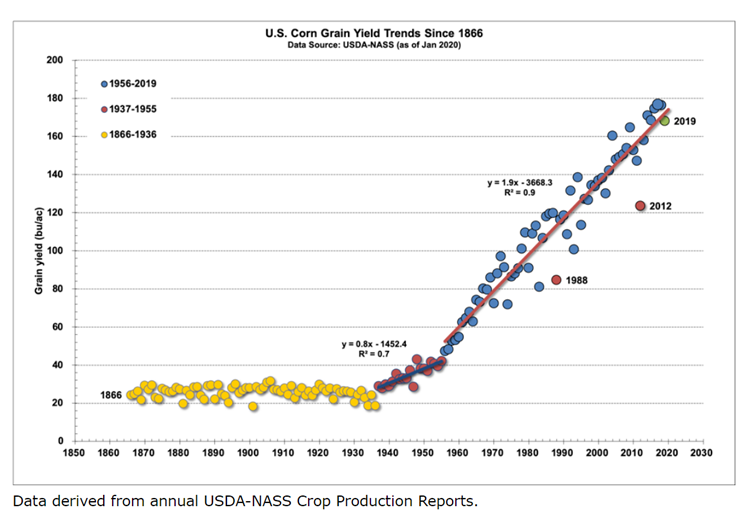 U.S. Corn Grain Yield Trends Since 1866
Data Source: USDA-NASS (as of Jan 2020)
200
180
160
140
120
100
80
60
40
20
0
Grain yield (bu/ac)
1956-2019
1937-1955
1866-1936
2019
y = 1.9x - 3668.3
R² = 0.9
2012
1988
y = 0.8x - 1452.4
R² = 0.7
1866
1850 1860 1870 1880 1890 1900 1910 1920 1930 1940 1950 1960 1970 1980 1990 2000 2010 2020 2030
Data derived from annual USDA-NASS Crop Production Reports.